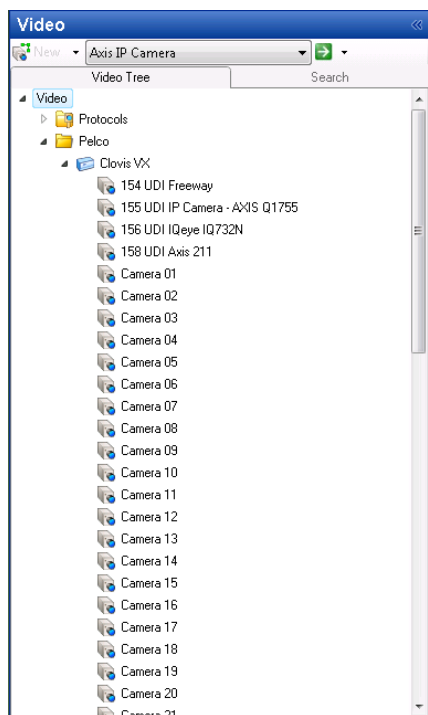 Video
New Axis IP Camera
Video Tree Search
Video
Protocols
Pelco
Clovis VX
154 UDI Freeway
155 UDI IP Camera - AXIS Q1755
156 UDI IQeye IQ732N
158 UDI Axis 211
Camera 01
Camera 02
Camera 03
Camera 04
Camera 05
Camera 06
Camera 07
Camera 08
Camera 09
Camera 10
Camera 11
Camera 12
Camera 13
Camera 14
Camera 15
Camera 16
Camera 17
Camera 18
Camera 19
Camera 20
Camera 21